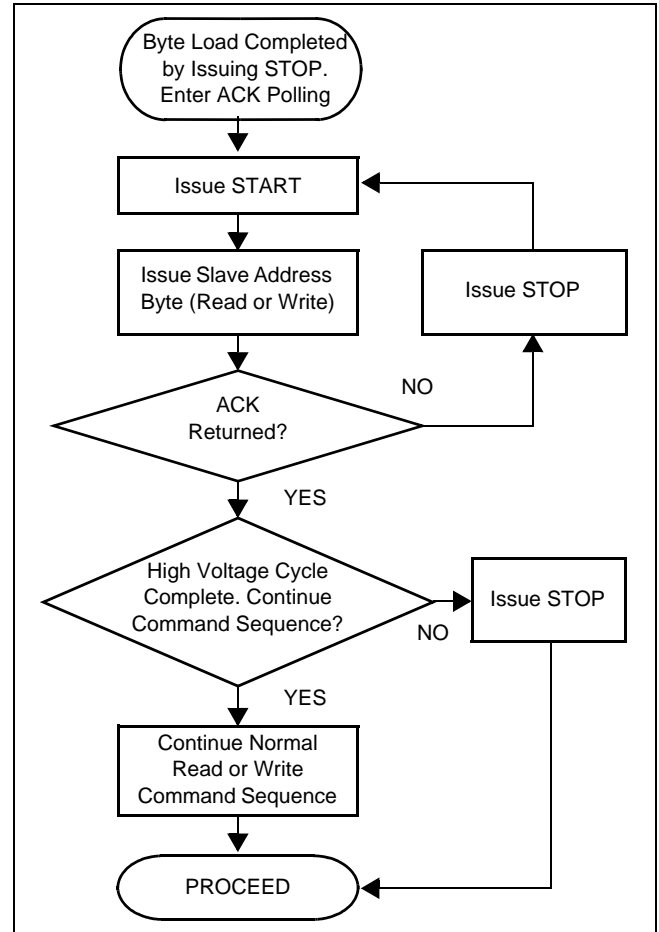 Byte Load Completed
by Issuing STOP.
Enter ACK Polling
Issue START
Issue Slave Address
Byte (Read or Write)
Issue STOP
NO
ACK
Returned?
YES
High Voltage Cycle
Complete. Continue
Command Sequence?
Issue STOP
NO
YES
Continue Normal
Read or Write
Command Sequence
PROCEED